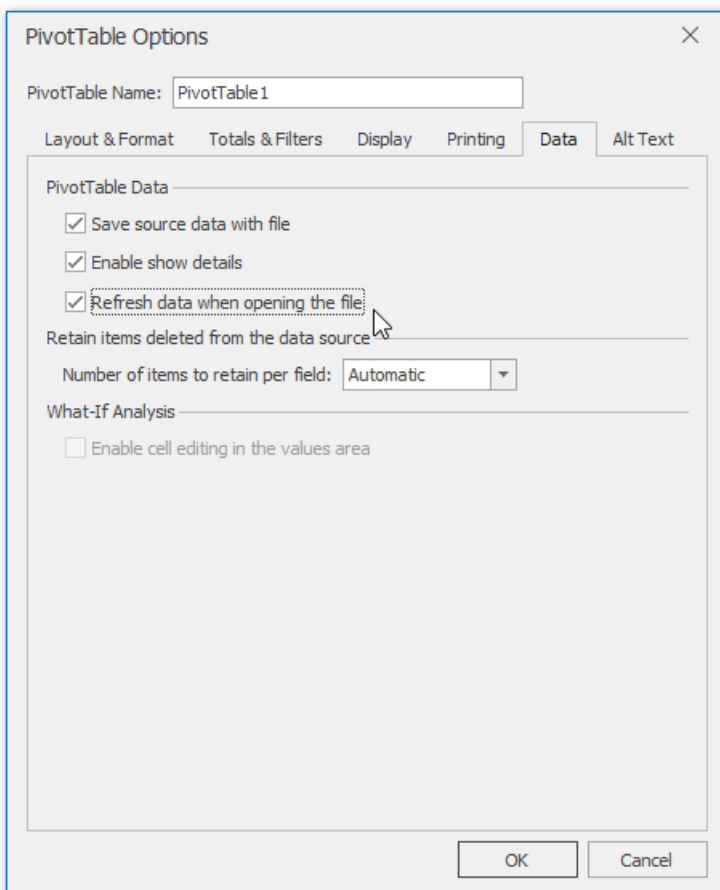 PivotTable Options
PivotTable Name: PivotTable1
Layout & Format Totals & Filters Display Printing Data Alt Text
PivotTable Data
Save source data with file
Enable show details
Refresh data when opening the file
Retain items deleted from the data source
Number of items to retain per field: Automatic
What-If Analysis
Enable cell editing in the values area
OK Cancel